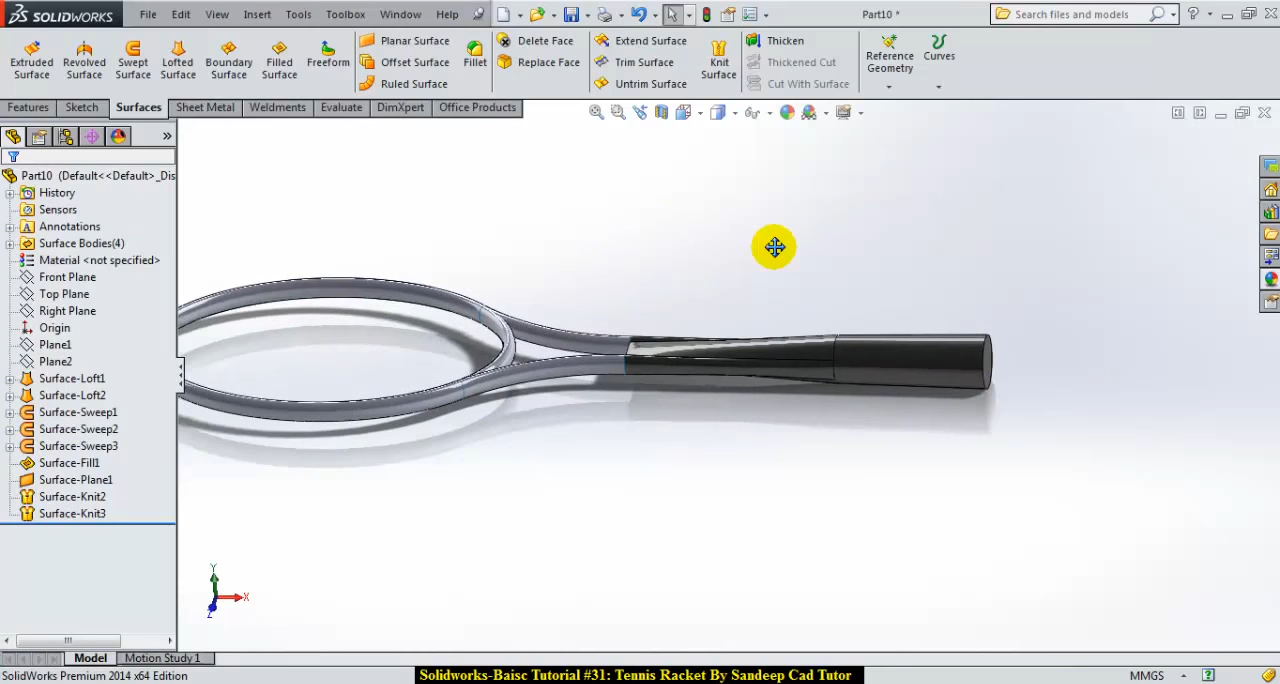 SOLIDWORKS
File Edit View Insert Tools Toolbox Window Help
Part10 *
Search files and models
Extruded Surface
Revolved Surface
Swept Surface
Lofted Surface
Boundary Surface
Filled Surface
Freeform
Planar Surface
Offset Surface
Ruled Surface
Fillet
Delete Face
Replace Face
Extend Surface
Trim Surface
Untrim Surface
Knit Surface
Thicken
Thickened Cut
Cut With Surface
Reference Geometry
Curves
Features Sketch Surfaces Sheet Metal Weldments Evaluate DimXpert Office Products
Part10 (Default<<Default>_Dis
History
Sensors
Annotations
Surface Bodies(4)
Material <not specified>
Front Plane
Top Plane
Right Plane
Origin
Plane1
Plane2
Surface-Loft1
Surface-Loft2
Surface-Sweep1
Surface-Sweep2
Surface-Sweep3
Surface-Fill1
Surface-Plane1
Surface-Knit2
Surface-Knit3
Y
X
Z
Model Motion Study 1
SolidWorks Premium 2014 x64 Edition
Solidworks-Baisc Tutorial #31: Tennis Racket By Sandeep Cad Tutor
MMGS